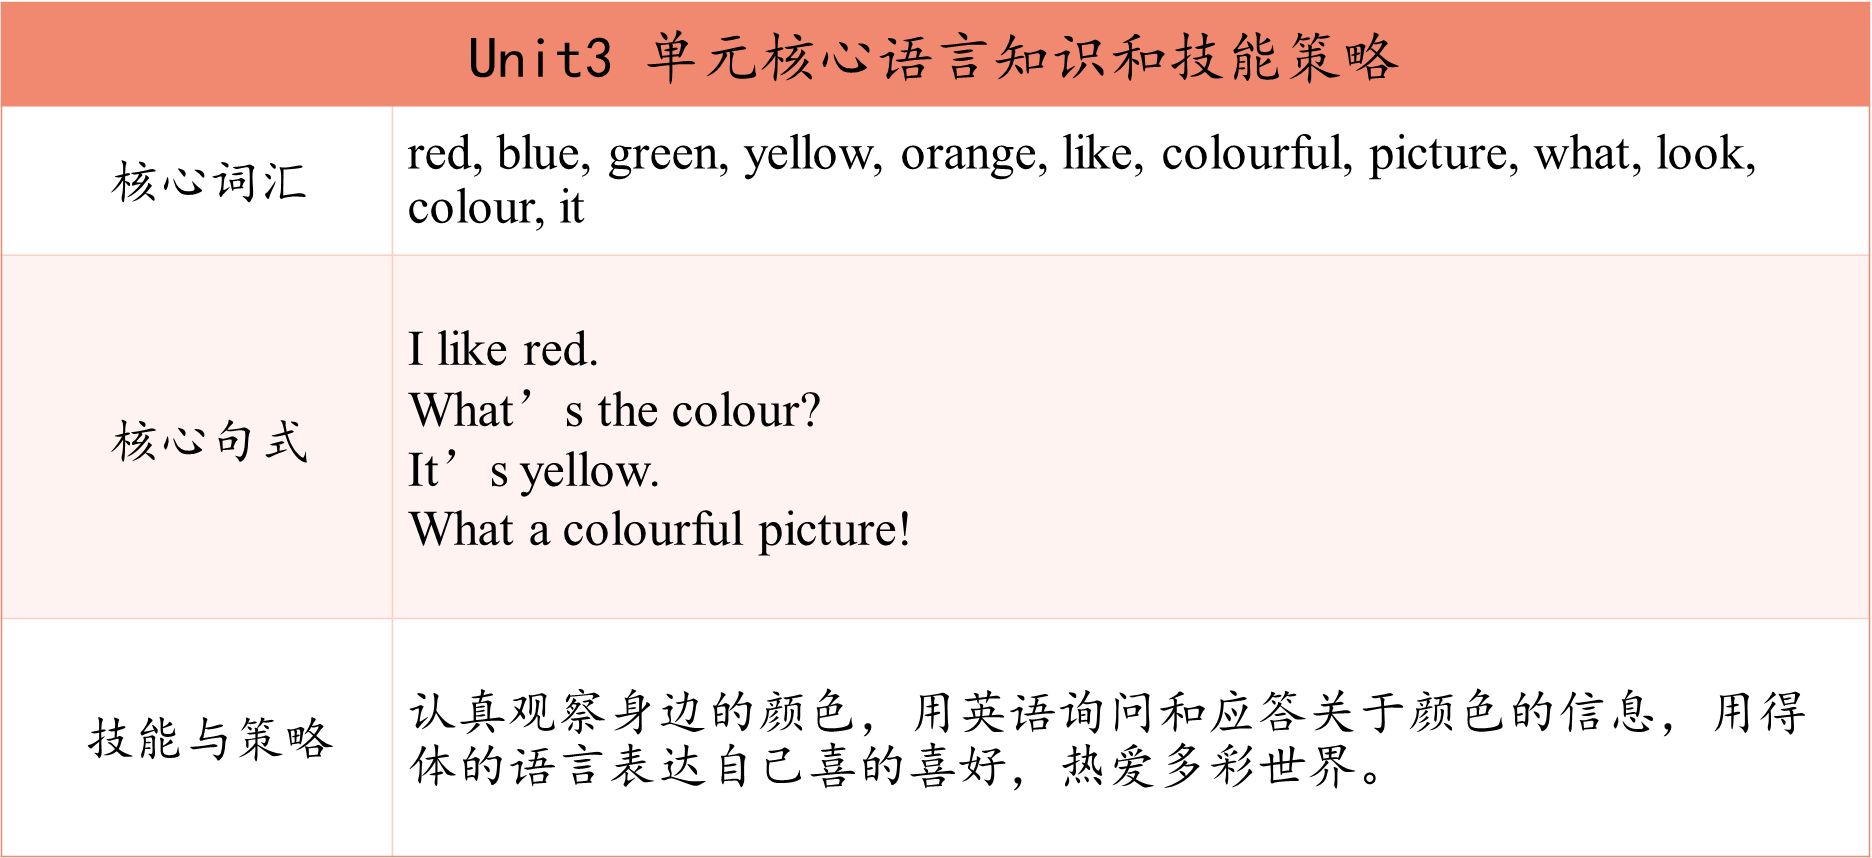 Unit3 单元核心语言知识和技能策略
核心词汇
red, blue, green, yellow, orange, like, colourful, picture, what, look,
colour, it
核心句式
I like red.
What’s the colour?
It’s yellow.
What a colourful picture!
技能与策略
认真观察身边的颜色，用英语询问和应答关于颜色的信息，用得
体的语言表达自己喜的喜好，热爱多彩世界。